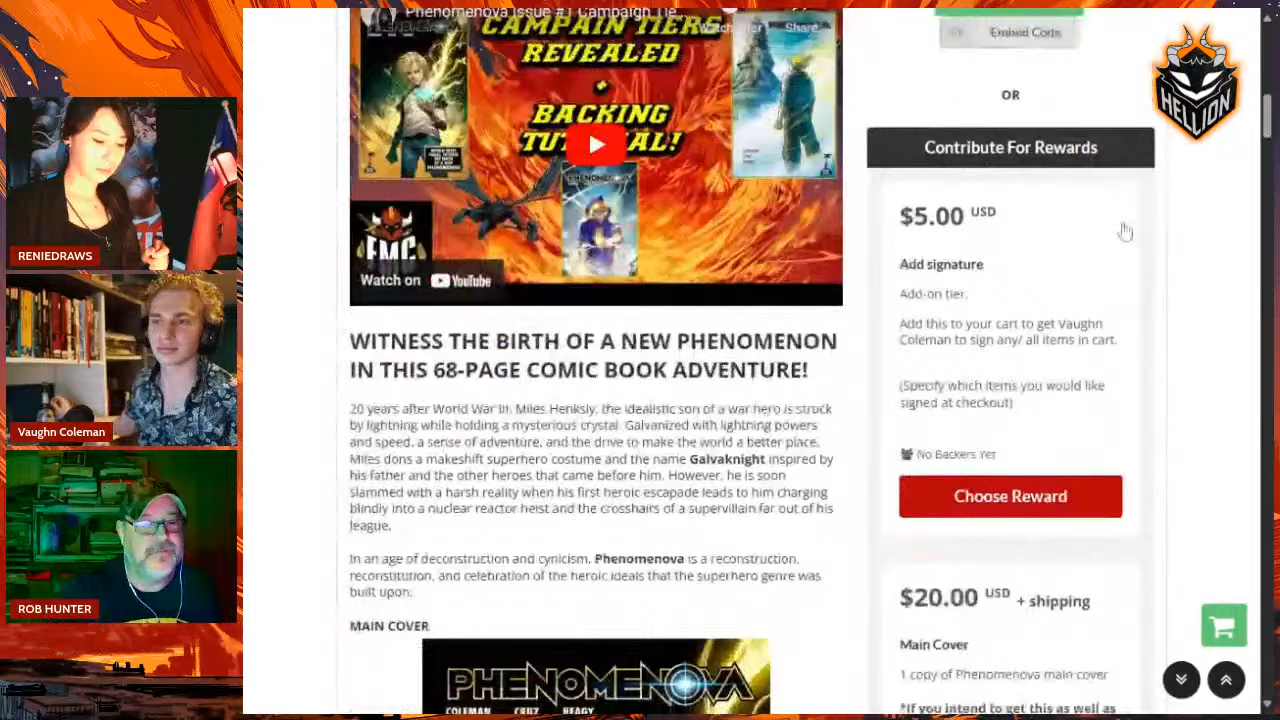 Phenomenova Issue #1 Campaign Tie...
Share
CAMPAIN TIERS
REVEALED
+
BACKING
TUTORIAL!
PHENOMENOVA
EMC
Watch on YouTube
RENIEDRAWS
Vaughn Coleman
ROB HUNTER
WITNESS THE BIRTH OF A NEW PHENOMENON
IN THIS 68-PAGE COMIC BOOK ADVENTURE!
20 years after World War III, Miles Henksly, the idealistic son of a war hero is struck
by lightning while holding a mysterious crystal. Galvanized with lightning powers
and speed, a sense of adventure, and the drive to make the world a better place,
Miles dons a makeshift superhero costume and the name Galvaknight inspired by
his father and the other heroes that came before him. However, he is soon
slammed with a harsh reality when his first heroic escapade leads to him charging
blindly into a nuclear reactor heist and the crosshairs of a supervillain far out of his
league.
In an age of deconstruction and cynicism, Phenomenova is a reconstruction,
reconstitution, and celebration of the heroic ideals that the superhero genre was
built upon.
MAIN COVER
PHENOMENOVA
COLEMAN CRUZ HEAGY
Embed Code
OR
Contribute For Rewards
$5.00 USD
Add signature
Add-on tier.
Add this to your cart to get Vaughn
Coleman to sign any/ all items in cart.
(Specify which items you would like
signed at checkout)
No Backers Yet
Choose Reward
$20.00 USD + shipping
Main Cover
1 copy of Phenomenova main cover
*If you intend to get this as well as
HELLION